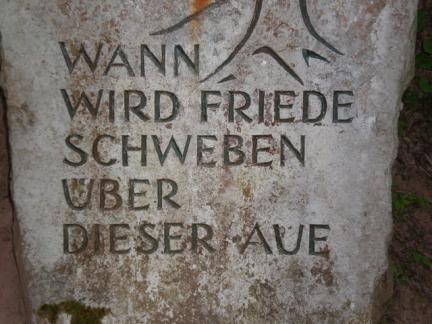 WANN
WIRD FRIEDE
SCHWEBEN
ÜBER
DIESER AUE